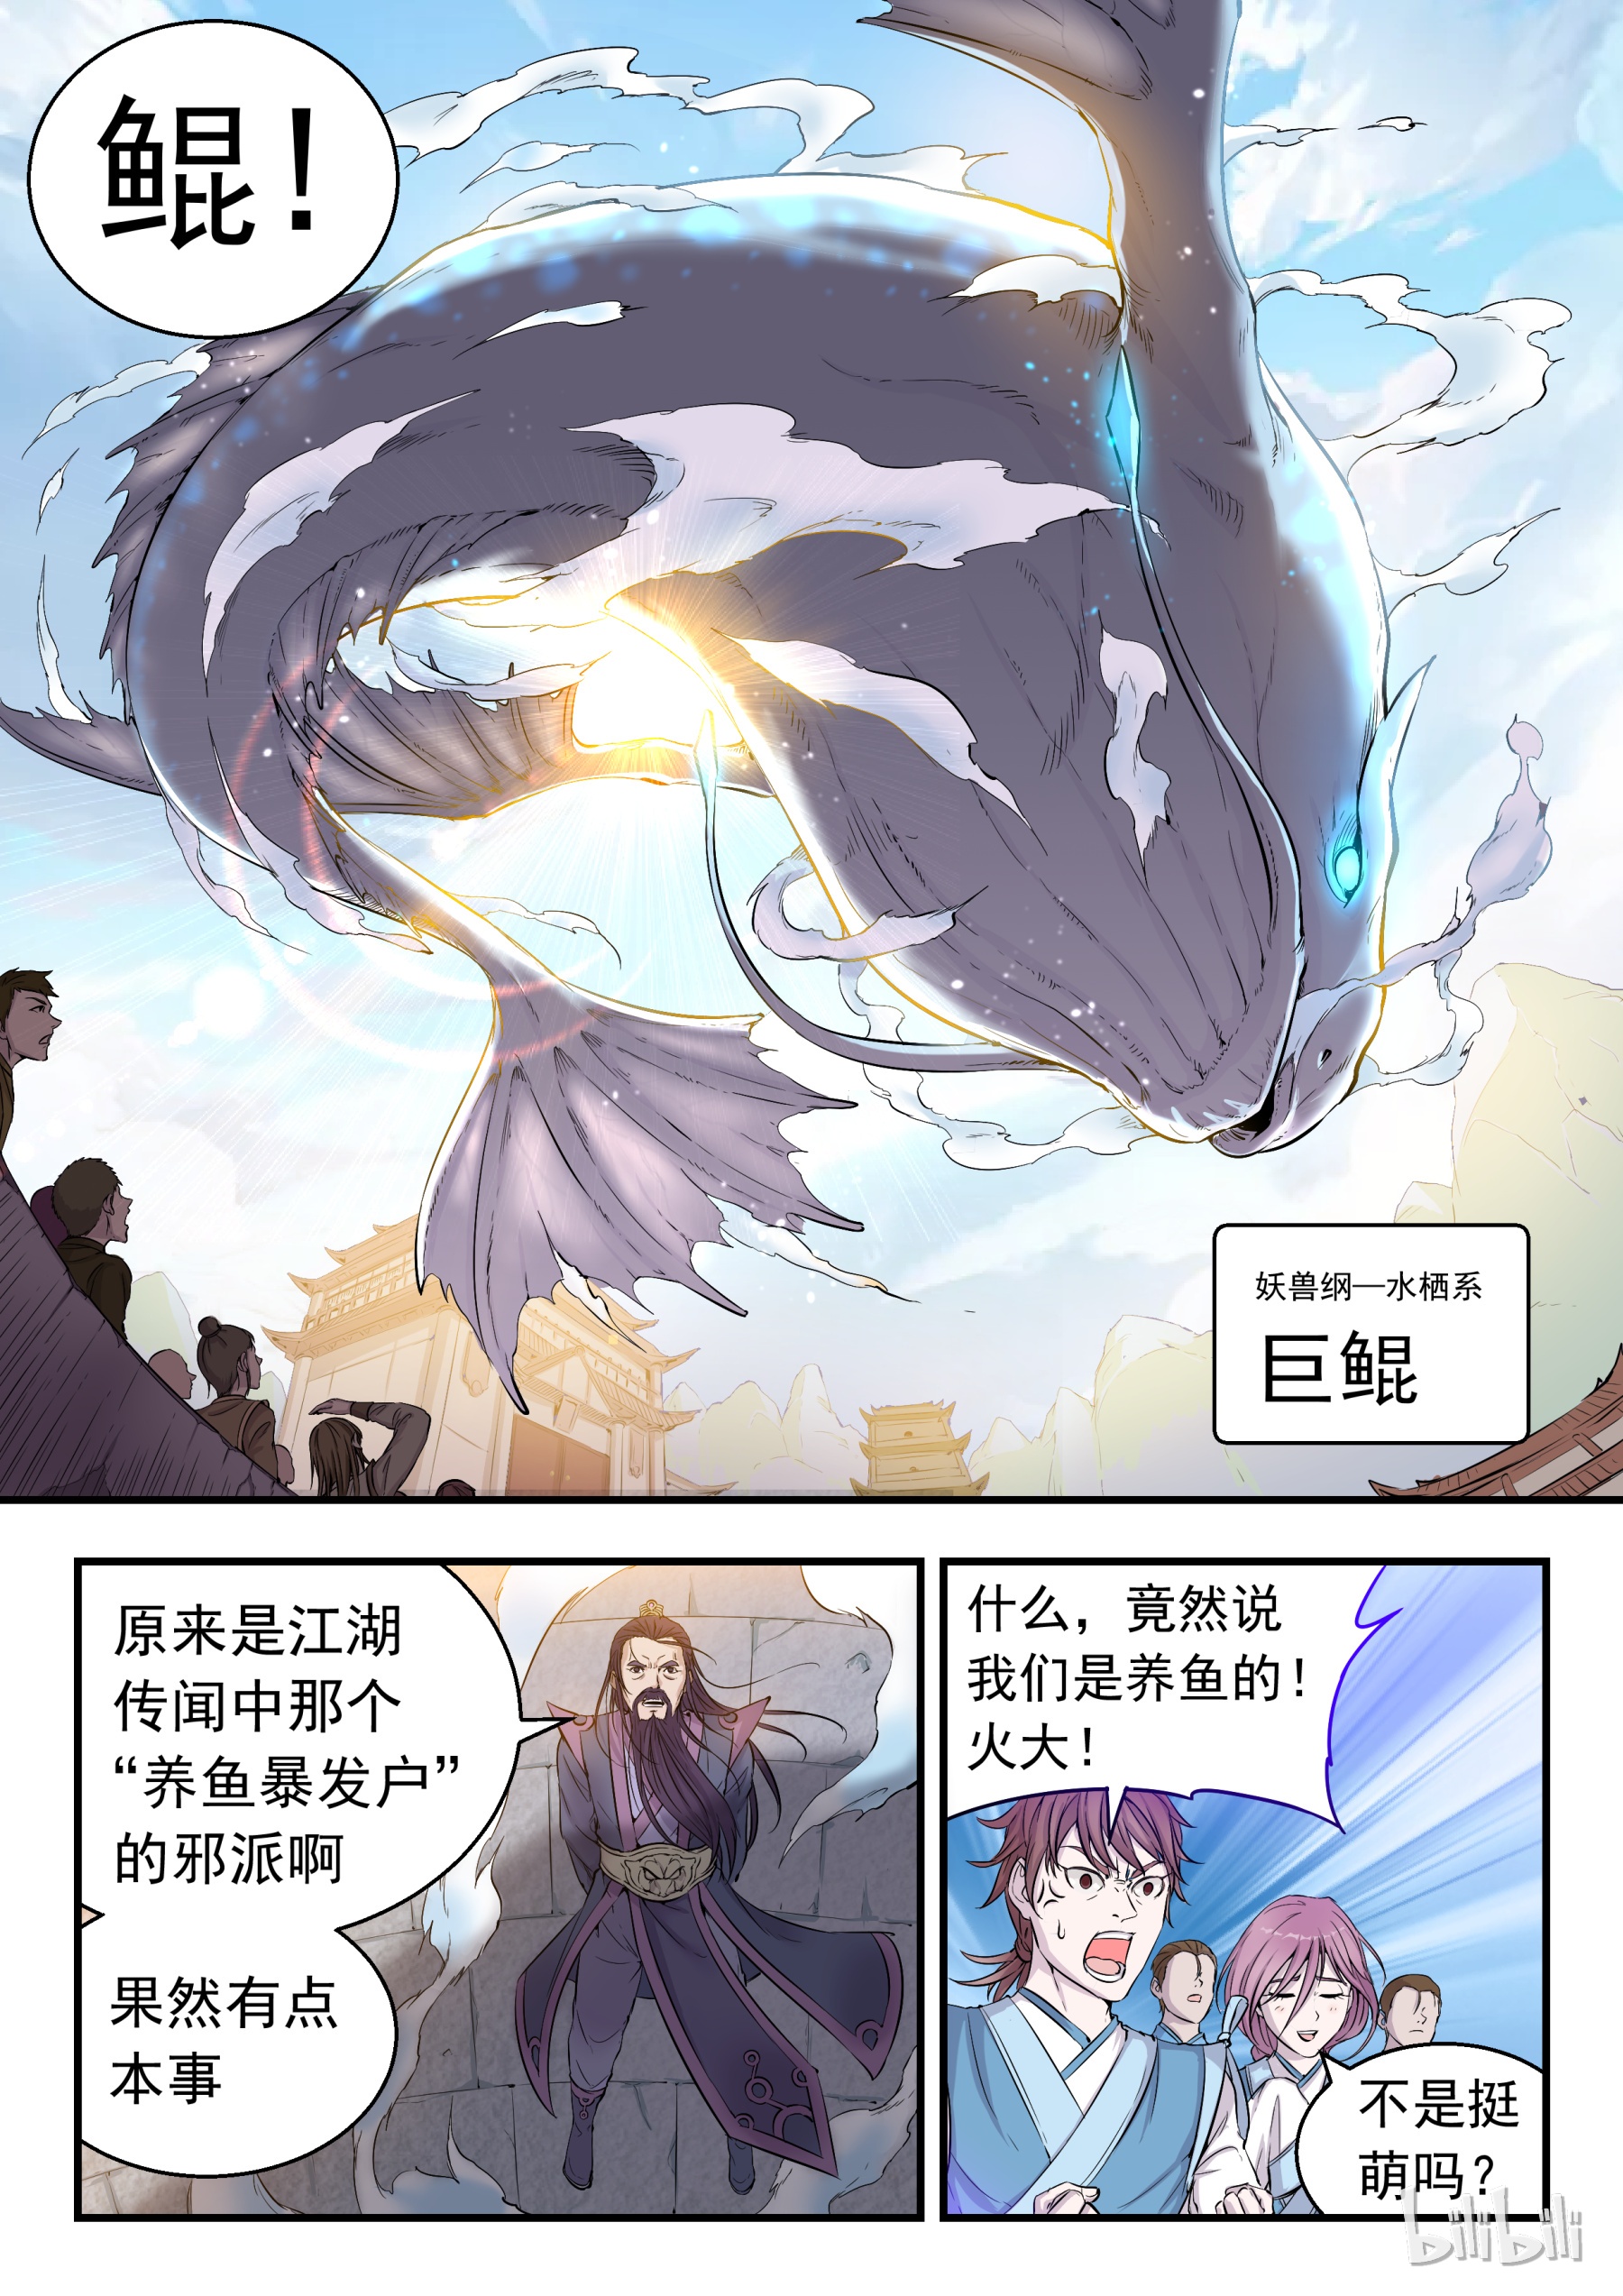 鲲！
妖兽纲—水栖系
巨鲲
原来是江湖
传闻中那个
“养鱼暴发户”
的邪派啊
果然有点
本事
什么，竟然说
我们是养鱼的！
火大！
不是挺
萌吗？
bilibili